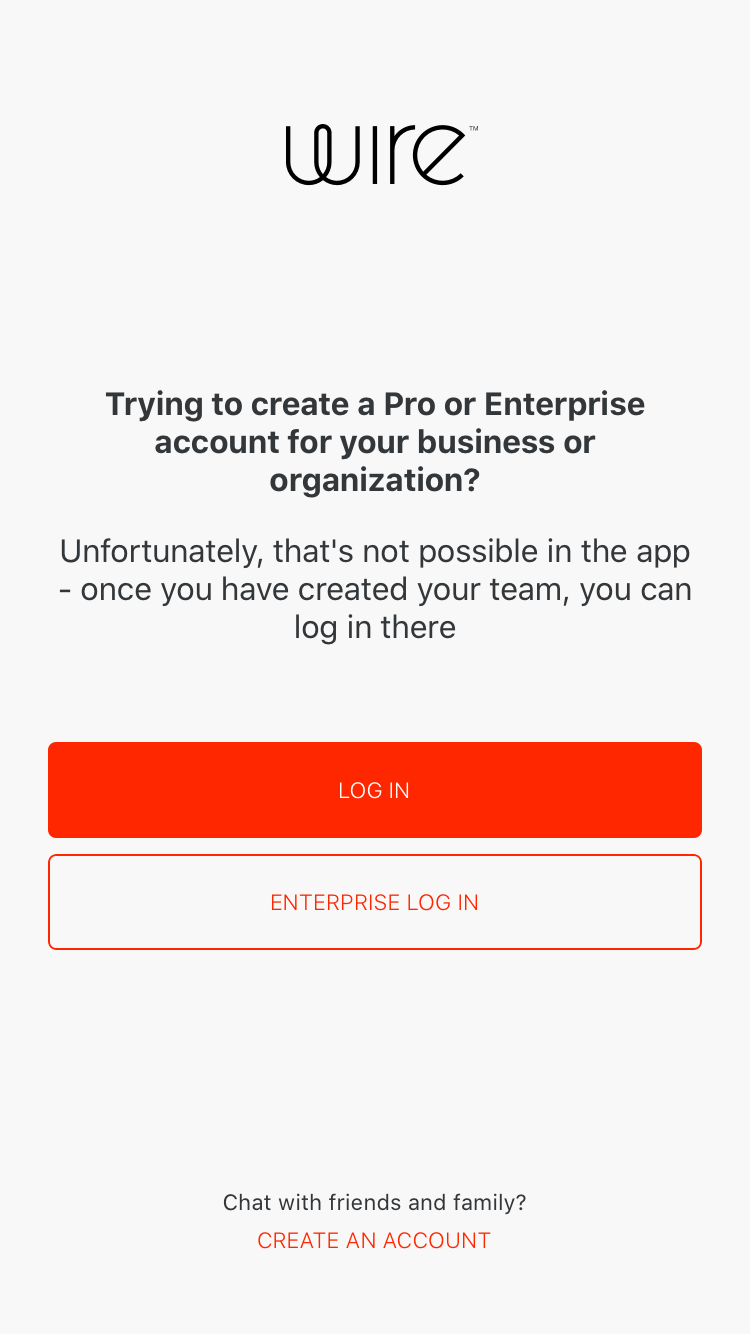 wire™
Trying to create a Pro or Enterprise
account for your business or
organization?
Unfortunately, that's not possible in the app
- once you have created your team, you can
log in there
LOG IN
ENTERPRISE LOG IN
Chat with friends and family?
CREATE AN ACCOUNT